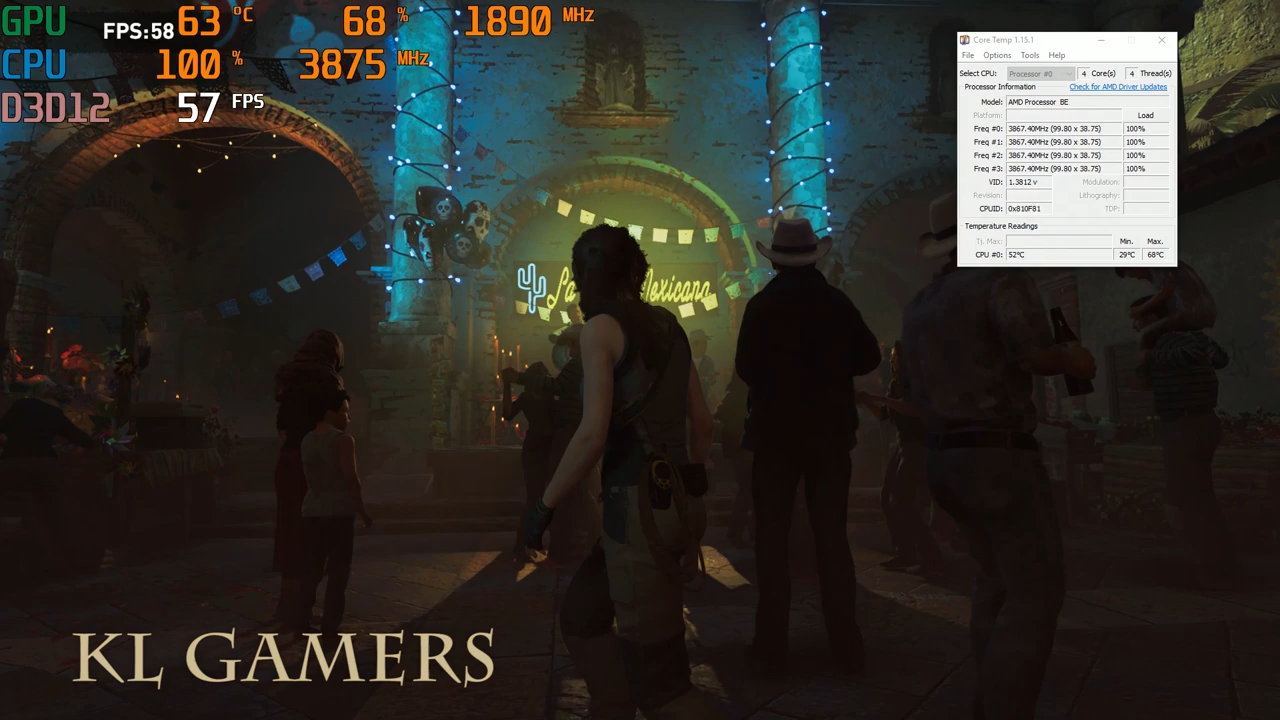 GPU FPS:58 63 °C 68 % 1890 MHz
CPU 100 % 3875 MHz
D3D12 57 FPS
Core Temp 1.15.1
File Options Tools Help
Select CPU: Processor #0 4 Core(s) 4 Thread(s)
Processor Information Check for AMD Driver Updates
Model: AMD Processor BE
Platform: Load
Freq #0: 3867.40MHz (99.80 x 38.75) 100%
Freq #1: 3867.40MHz (99.80 x 38.75) 100%
Freq #2: 3867.40MHz (99.80 x 38.75) 100%
Freq #3: 3867.40MHz (99.80 x 38.75) 100%
VID: 1.3812 v Modulation:
Revision: Lithography:
CPUID: 0x810F81 TDP:
Temperature Readings
Tj. Max: Min. Max.
CPU #0: 52°C 29°C 68°C
KL GAMERS